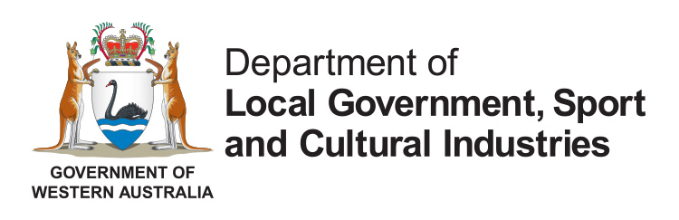 Department of
Local Government, Sport
and Cultural Industries
GOVERNMENT OF
WESTERN AUSTRALIA